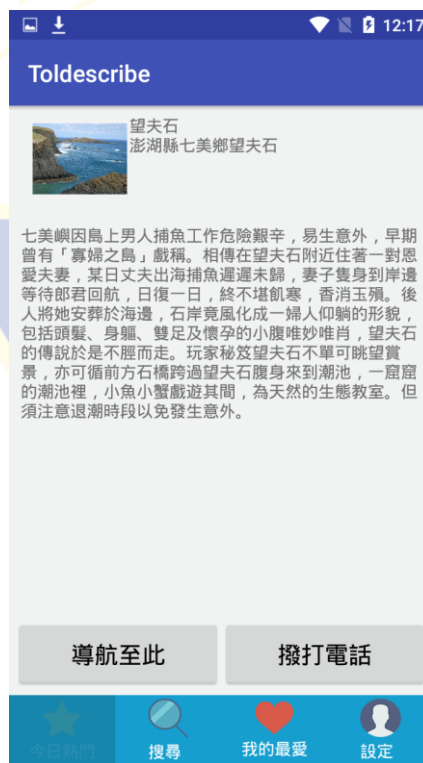 12:17
Toldescribe
望夫石
澎湖縣七美鄉望夫石
七美嶼因島上男人捕魚工作危險艱辛，易生意外，早期
曾有「寡婦之島」戲稱。相傳在望夫石附近住著一對恩
愛夫妻，某日丈夫出海捕魚遲遲未歸，妻子隻身到岸邊
等待郎君回航，日復一日，終不堪飢寒，香消玉殞。後
人將她安葬於海邊，石岸竟風化成一婦人仰躺的形貌，
包括頭髮、身軀、雙足及懷孕的小腹唯妙唯肖，望夫石
的傳說於是不脛而走。玩家秘笈望夫石不單可眺望賞
景，亦可循前方石橋跨過望夫石腹身來到潮池，一窟窟
的潮池裡，小魚小蟹戲遊其間，為天然的生態教室。但
須注意退潮時段以免發生意外。
導航至此
撥打電話
今日熱門
搜尋
我的最愛
設定